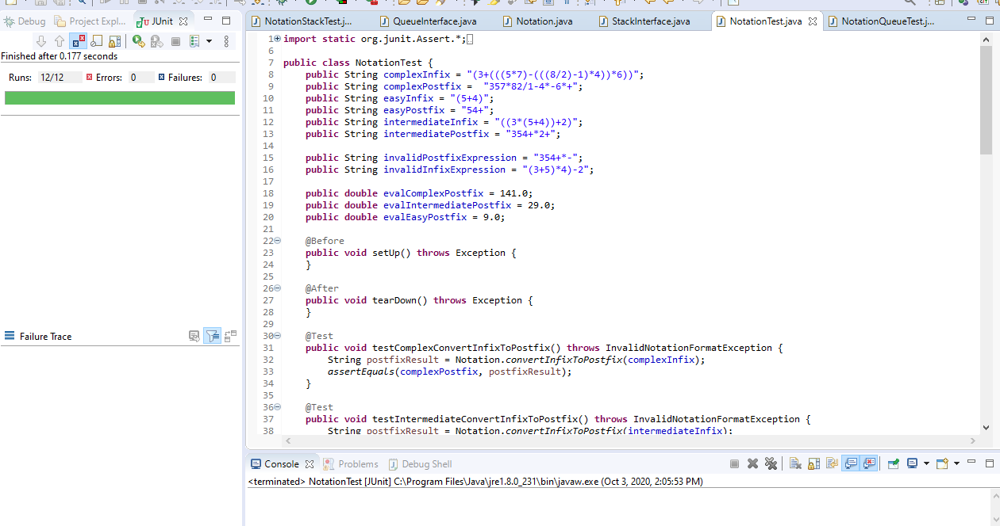 Debug Project Expl... JUnit
Finished after 0.177 seconds
Runs: 12/12 Errors: 0 Failures: 0
Failure Trace
NotationStackTest.j... QueueInterface.java Notation.java StackInterface.java NotationTest.java NotationQueueTest.j...
1 import static org.junit.Assert.*;
6
7 public class NotationTest {
8 public String complexInfix = "(3+(((5*7)-(((8/2)-1)*4))*6))";
9 public String complexPostfix =  "357*82/1-4*-6*+";
10 public String easyInfix = "(5+4)";
11 public String easyPostfix = "54+";
12 public String intermediateInfix = "((3*(5+4))+2)";
13 public String intermediatePostfix = "354+*2+";
14
15 public String invalidPostfixExpression = "354+*-";
16 public String invalidInfixExpression = "(3+5)*4)-2";
17
18 public double evalComplexPostfix = 141.0;
19 public double evalIntermediatePostfix = 29.0;
20 public double evalEasyPostfix = 9.0;
21
22 @Before
23 public void setUp() throws Exception {
24 }
25
26 @After
27 public void tearDown() throws Exception {
28 }
29
30 @Test
31 public void testComplexConvertInfixToPostfix() throws InvalidNotationFormatException {
32 String postfixResult = Notation.convertInfixToPostfix(complexInfix);
33 assertEquals(complexPostfix, postfixResult);
34 }
35
36 @Test
37 public void testIntermediateConvertInfixToPostfix() throws InvalidNotationFormatException {
38 String postfixResult = Notation.convertInfixToPostfix(intermediateInfix);
Console Problems Debug Shell
<terminated> NotationTest [JUnit] C:\Program Files\Java\jre1.8.0_231\bin\javaw.exe (Oct 3, 2020, 2:05:53 PM)